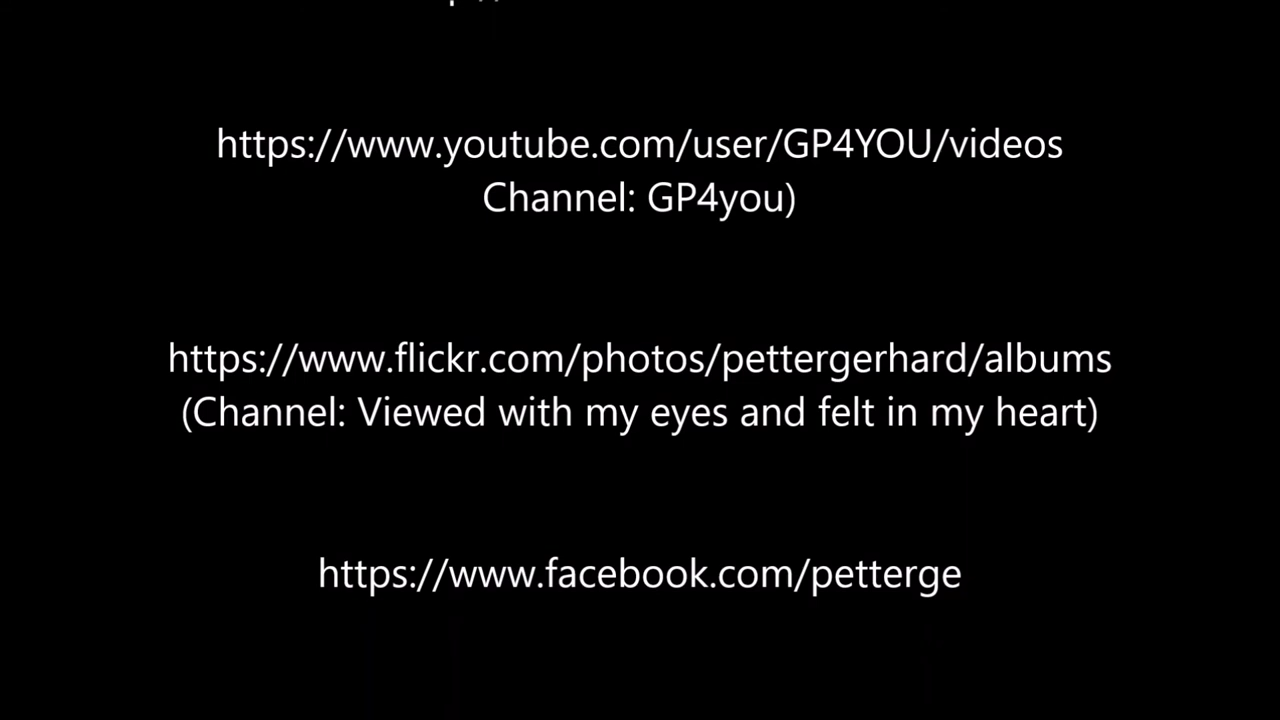 https://www.youtube.com/user/GP4YOU/videos
Channel: GP4you)
https://www.flickr.com/photos/pettergerhard/albums
(Channel: Viewed with my eyes and felt in my heart)
https://www.facebook.com/petterge